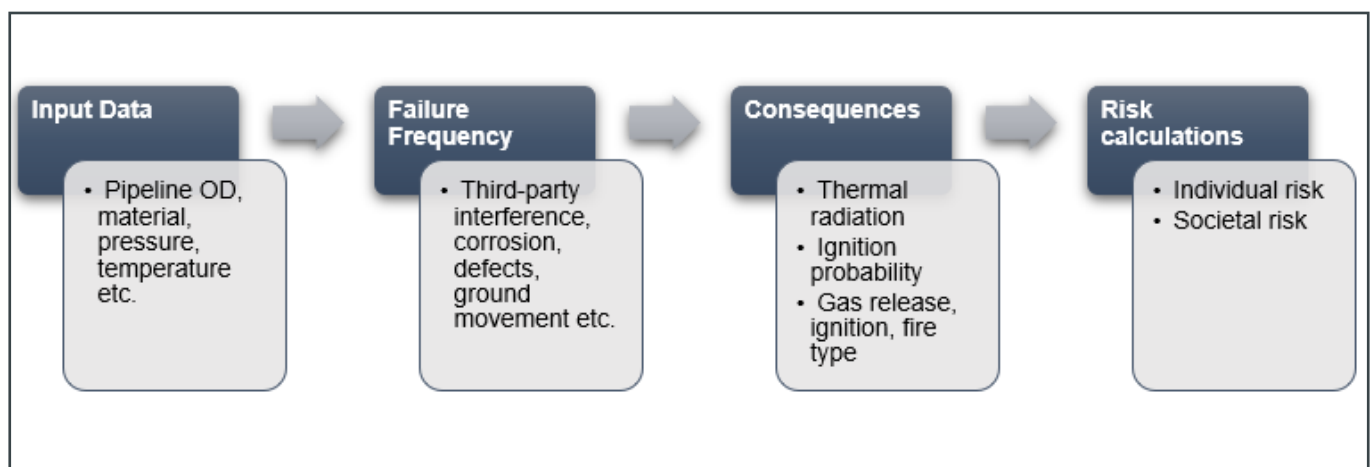 Input Data
• Pipeline OD,
material,
pressure,
temperature
etc.
Failure
Frequency
• Third-party
interference,
corrosion,
defects,
ground
movement etc.
Consequences
• Thermal
radiation
• Ignition
probability
• Gas release,
ignition, fire
type
Risk
calculations
• Individual risk
• Societal risk